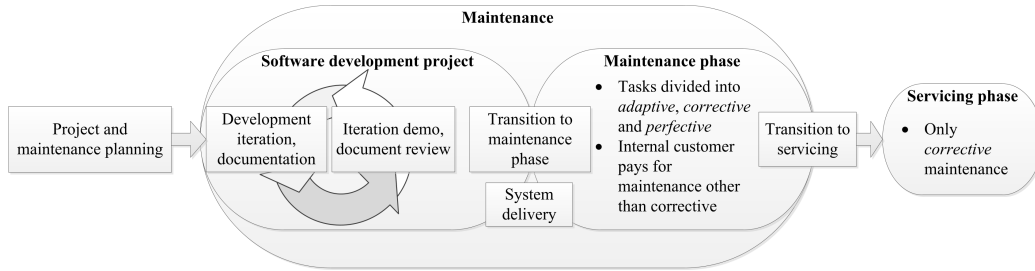 Maintenance
Software development project
Maintenance phase
Project and
maintenance planning
Development
iteration,
documentation
Iteration demo,
document review
Transition to
maintenance
phase
System
delivery
• Tasks divided into
adaptive, corrective
and perfective
• Internal customer
pays for
maintenance other
than corrective
Transition to
servicing
Servicing phase
• Only
corrective
maintenance